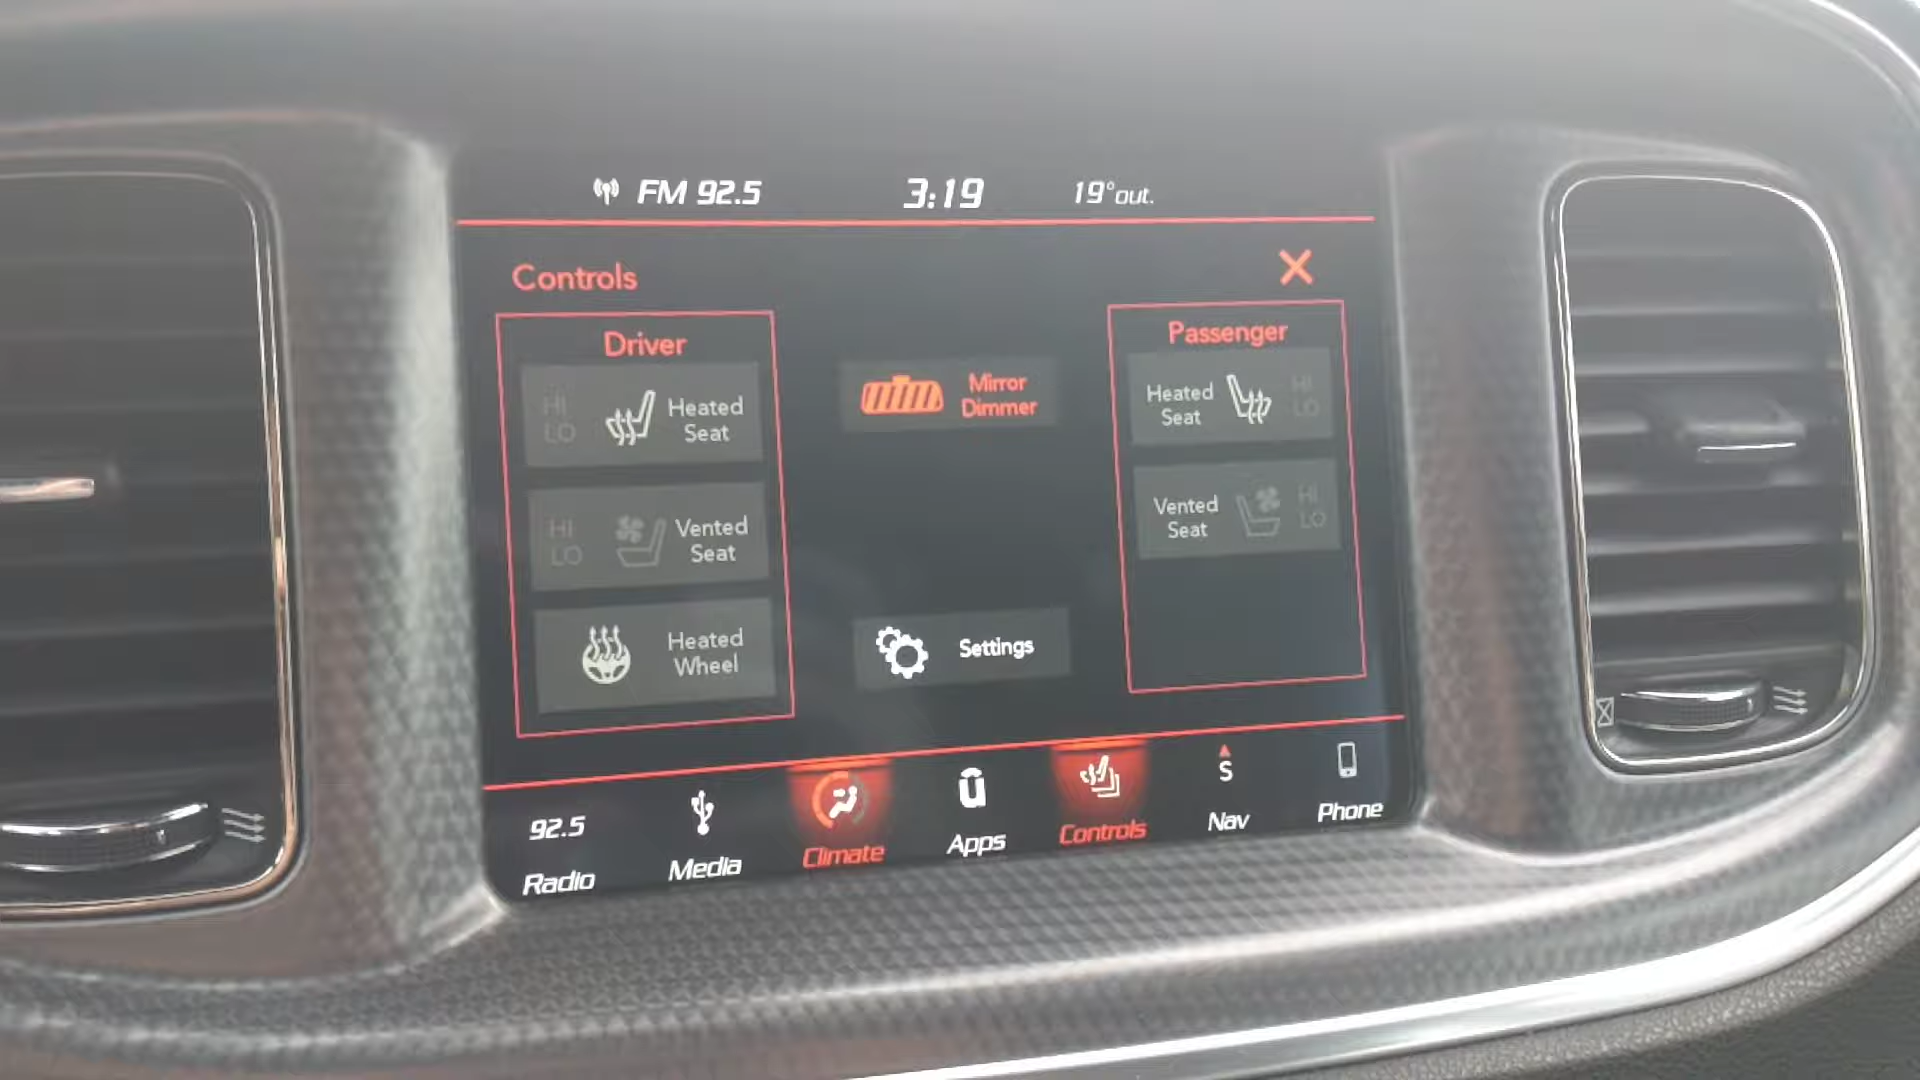 FM 92.5 3:19 19°out.
Controls
Driver
HI
LO
Heated
Seat
HI
LO
Vented
Seat
Heated
Wheel
Mirror
Dimmer
Settings
Passenger
Heated
Seat
HI
LO
Vented
Seat
HI
LO
92.5
Radio
Media
Climate
Apps
Controls
S
Nav
Phone